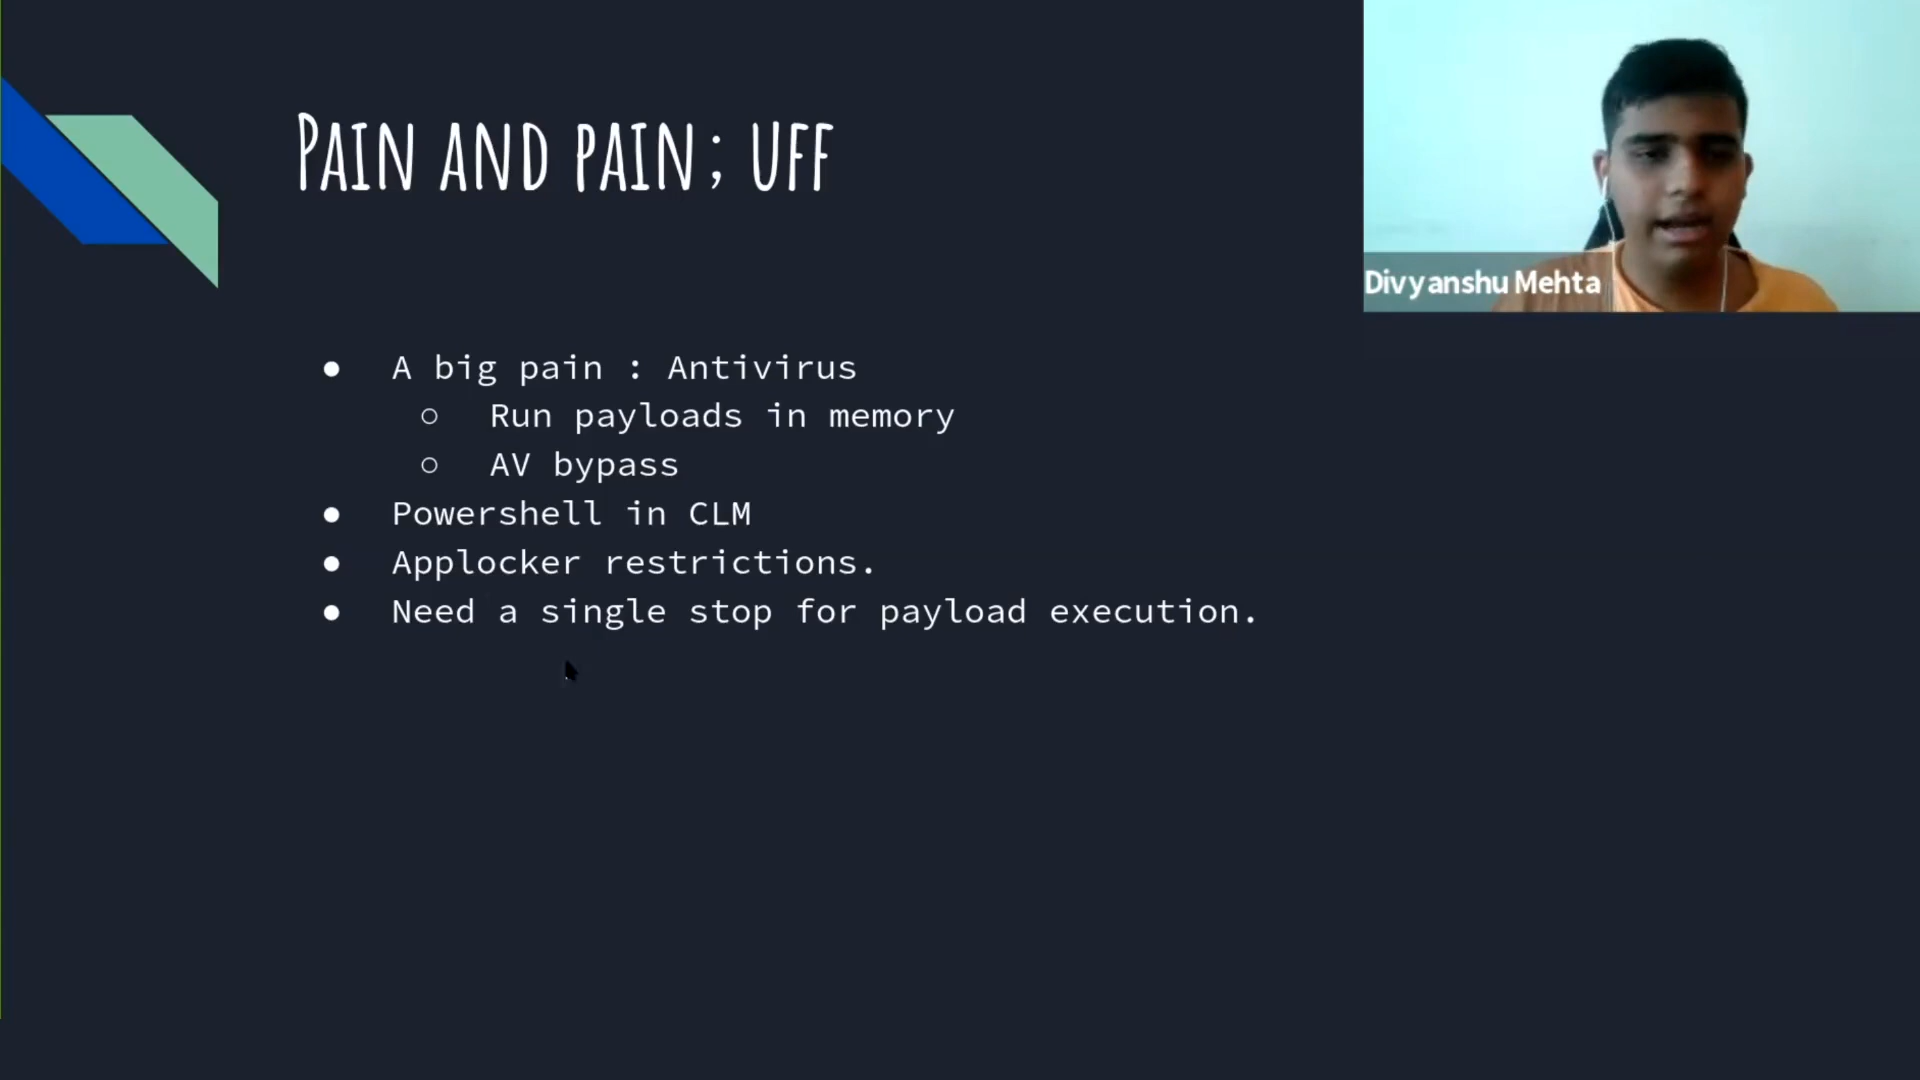 Pain and pain; uff
Divyanshu Mehta
● A big pain : Antivirus
○ Run payloads in memory
○ AV bypass
● Powershell in CLM
● Applocker restrictions.
● Need a single stop for payload execution.